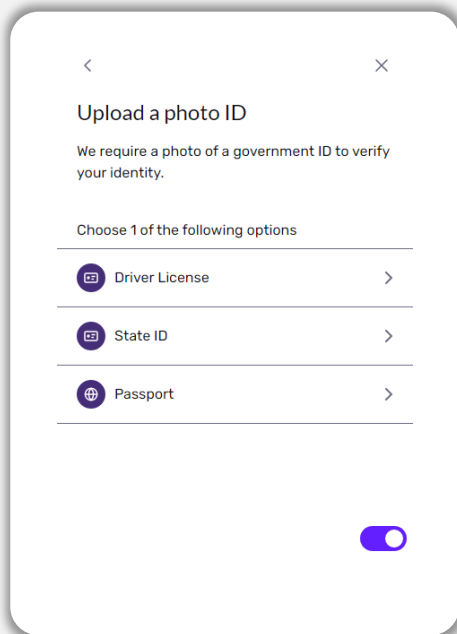 Upload a photo ID
We require a photo of a government ID to verify
your identity.
Choose 1 of the following options
Driver License
State ID
Passport